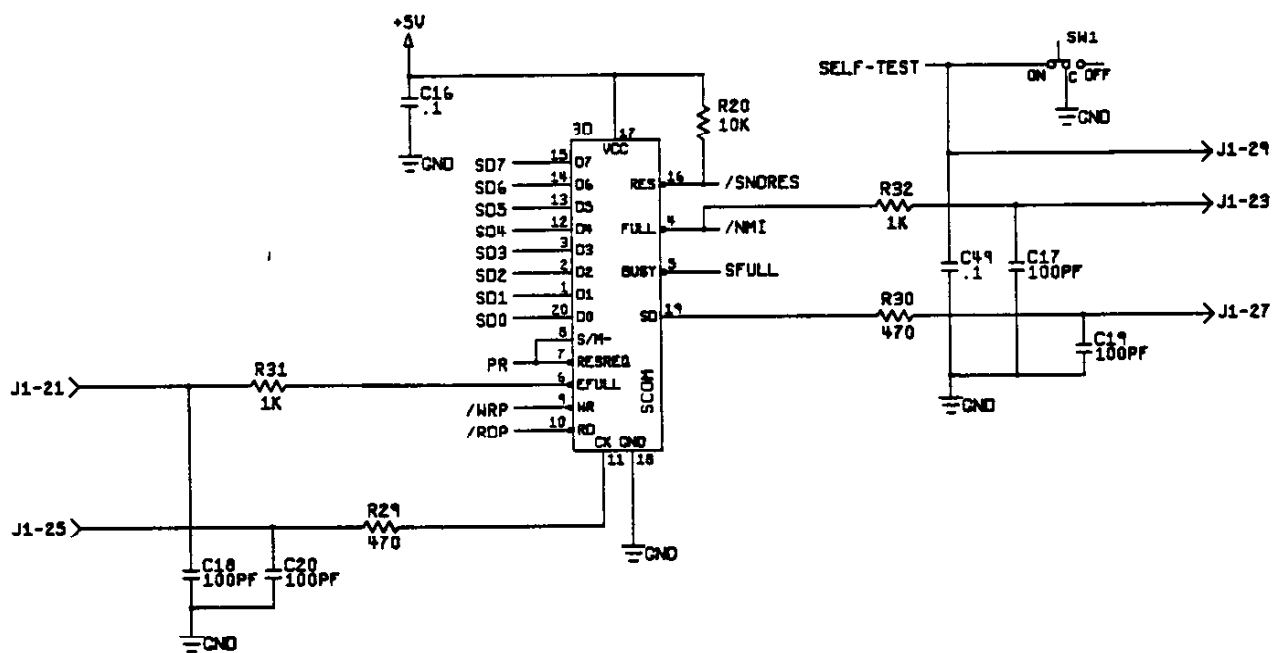 +5V
SW1
SELF-TEST
ON C OFF
C16
.1
R20
10K
GND
3D
17
VCC
GND
J1-29
SD7 15 D7
SD6 14 D6
RES 16 /SNDRES
R32
1K
J1-23
SD5 13 D5
SD4 12 D4
FULL 4 /NMI
SD3 3 D3
SD2 2 D2
BUSY 5 SFULL
C49
.1
C17
100PF
SD1 1 D1
SD0 20 D0
SD 19
R30
470
J1-27
8 S/M-
PR 7 RESREQ
C19
100PF
J1-21
R31
1K
6 EFULL
SCOM
GND
/WRP 9 WR
/RDP 10 RD
CK GND
11 18
J1-25
R29
470
GND
C18
100PF
C20
100PF
GND